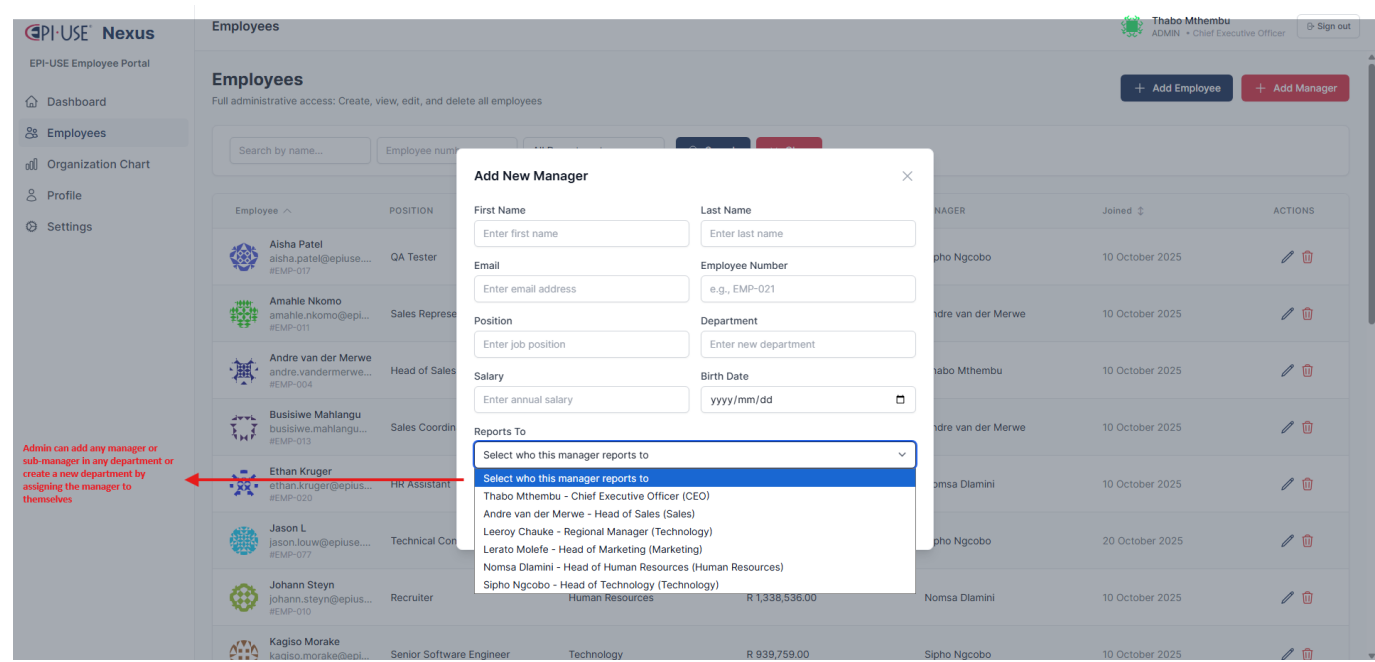 EPI·USE Nexus
EPI-USE Employee Portal
Dashboard
Employees
Organization Chart
Profile
Settings
Employees
Thabo Mthembu
ADMIN • Chief Executive Officer
Sign out
Employees
Full administrative access: Create, view, edit, and delete all employees
+ Add Employee
+ Add Manager
Search by name...
Employee numb
Employee
POSITION
NAGER
Joined
ACTIONS
Aisha Patel
aisha.patel@epiuse....
#EMP-017
QA Tester
pho Ngcobo
10 October 2025
Amahle Nkomo
amahle.nkomo@epi...
#EMP-011
Sales Represe
ndre van der Merwe
10 October 2025
Andre van der Merwe
andre.vandermerwe...
#EMP-004
Head of Sales
habo Mthembu
10 October 2025
Busisiwe Mahlangu
busisiwe.mahlangu...
#EMP-013
Sales Coordin
ndre van der Merwe
10 October 2025
Ethan Kruger
ethan.kruger@epius...
#EMP-020
HR Assistant
omsa Dlamini
10 October 2025
Jason L
jason.louw@epiuse....
#EMP-077
Technical Con
pho Ngcobo
20 October 2025
Johann Steyn
johann.steyn@epius...
#EMP-010
Recruiter
Human Resources
R 1,338,536.00
Nomsa Dlamini
10 October 2025
Kagiso Morake
kagiso.morake@epi...
Senior Software Engineer
Technology
R 939,759.00
Sipho Ngcobo
10 October 2025
Add New Manager
First Name
Last Name
Enter first name
Enter last name
Email
Employee Number
Enter email address
e.g., EMP-021
Position
Department
Enter job position
Enter new department
Salary
Birth Date
Enter annual salary
yyyy/mm/dd
Reports To
Select who this manager reports to
Select who this manager reports to
Thabo Mthembu - Chief Executive Officer (CEO)
Andre van der Merwe - Head of Sales (Sales)
Leeroy Chauke - Regional Manager (Technology)
Lerato Molefe - Head of Marketing (Marketing)
Nomsa Dlamini - Head of Human Resources (Human Resources)
Sipho Ngcobo - Head of Technology (Technology)
Admin can add any manager or
sub-manager in any department or
create a new department by
assigning the manager to
themselves